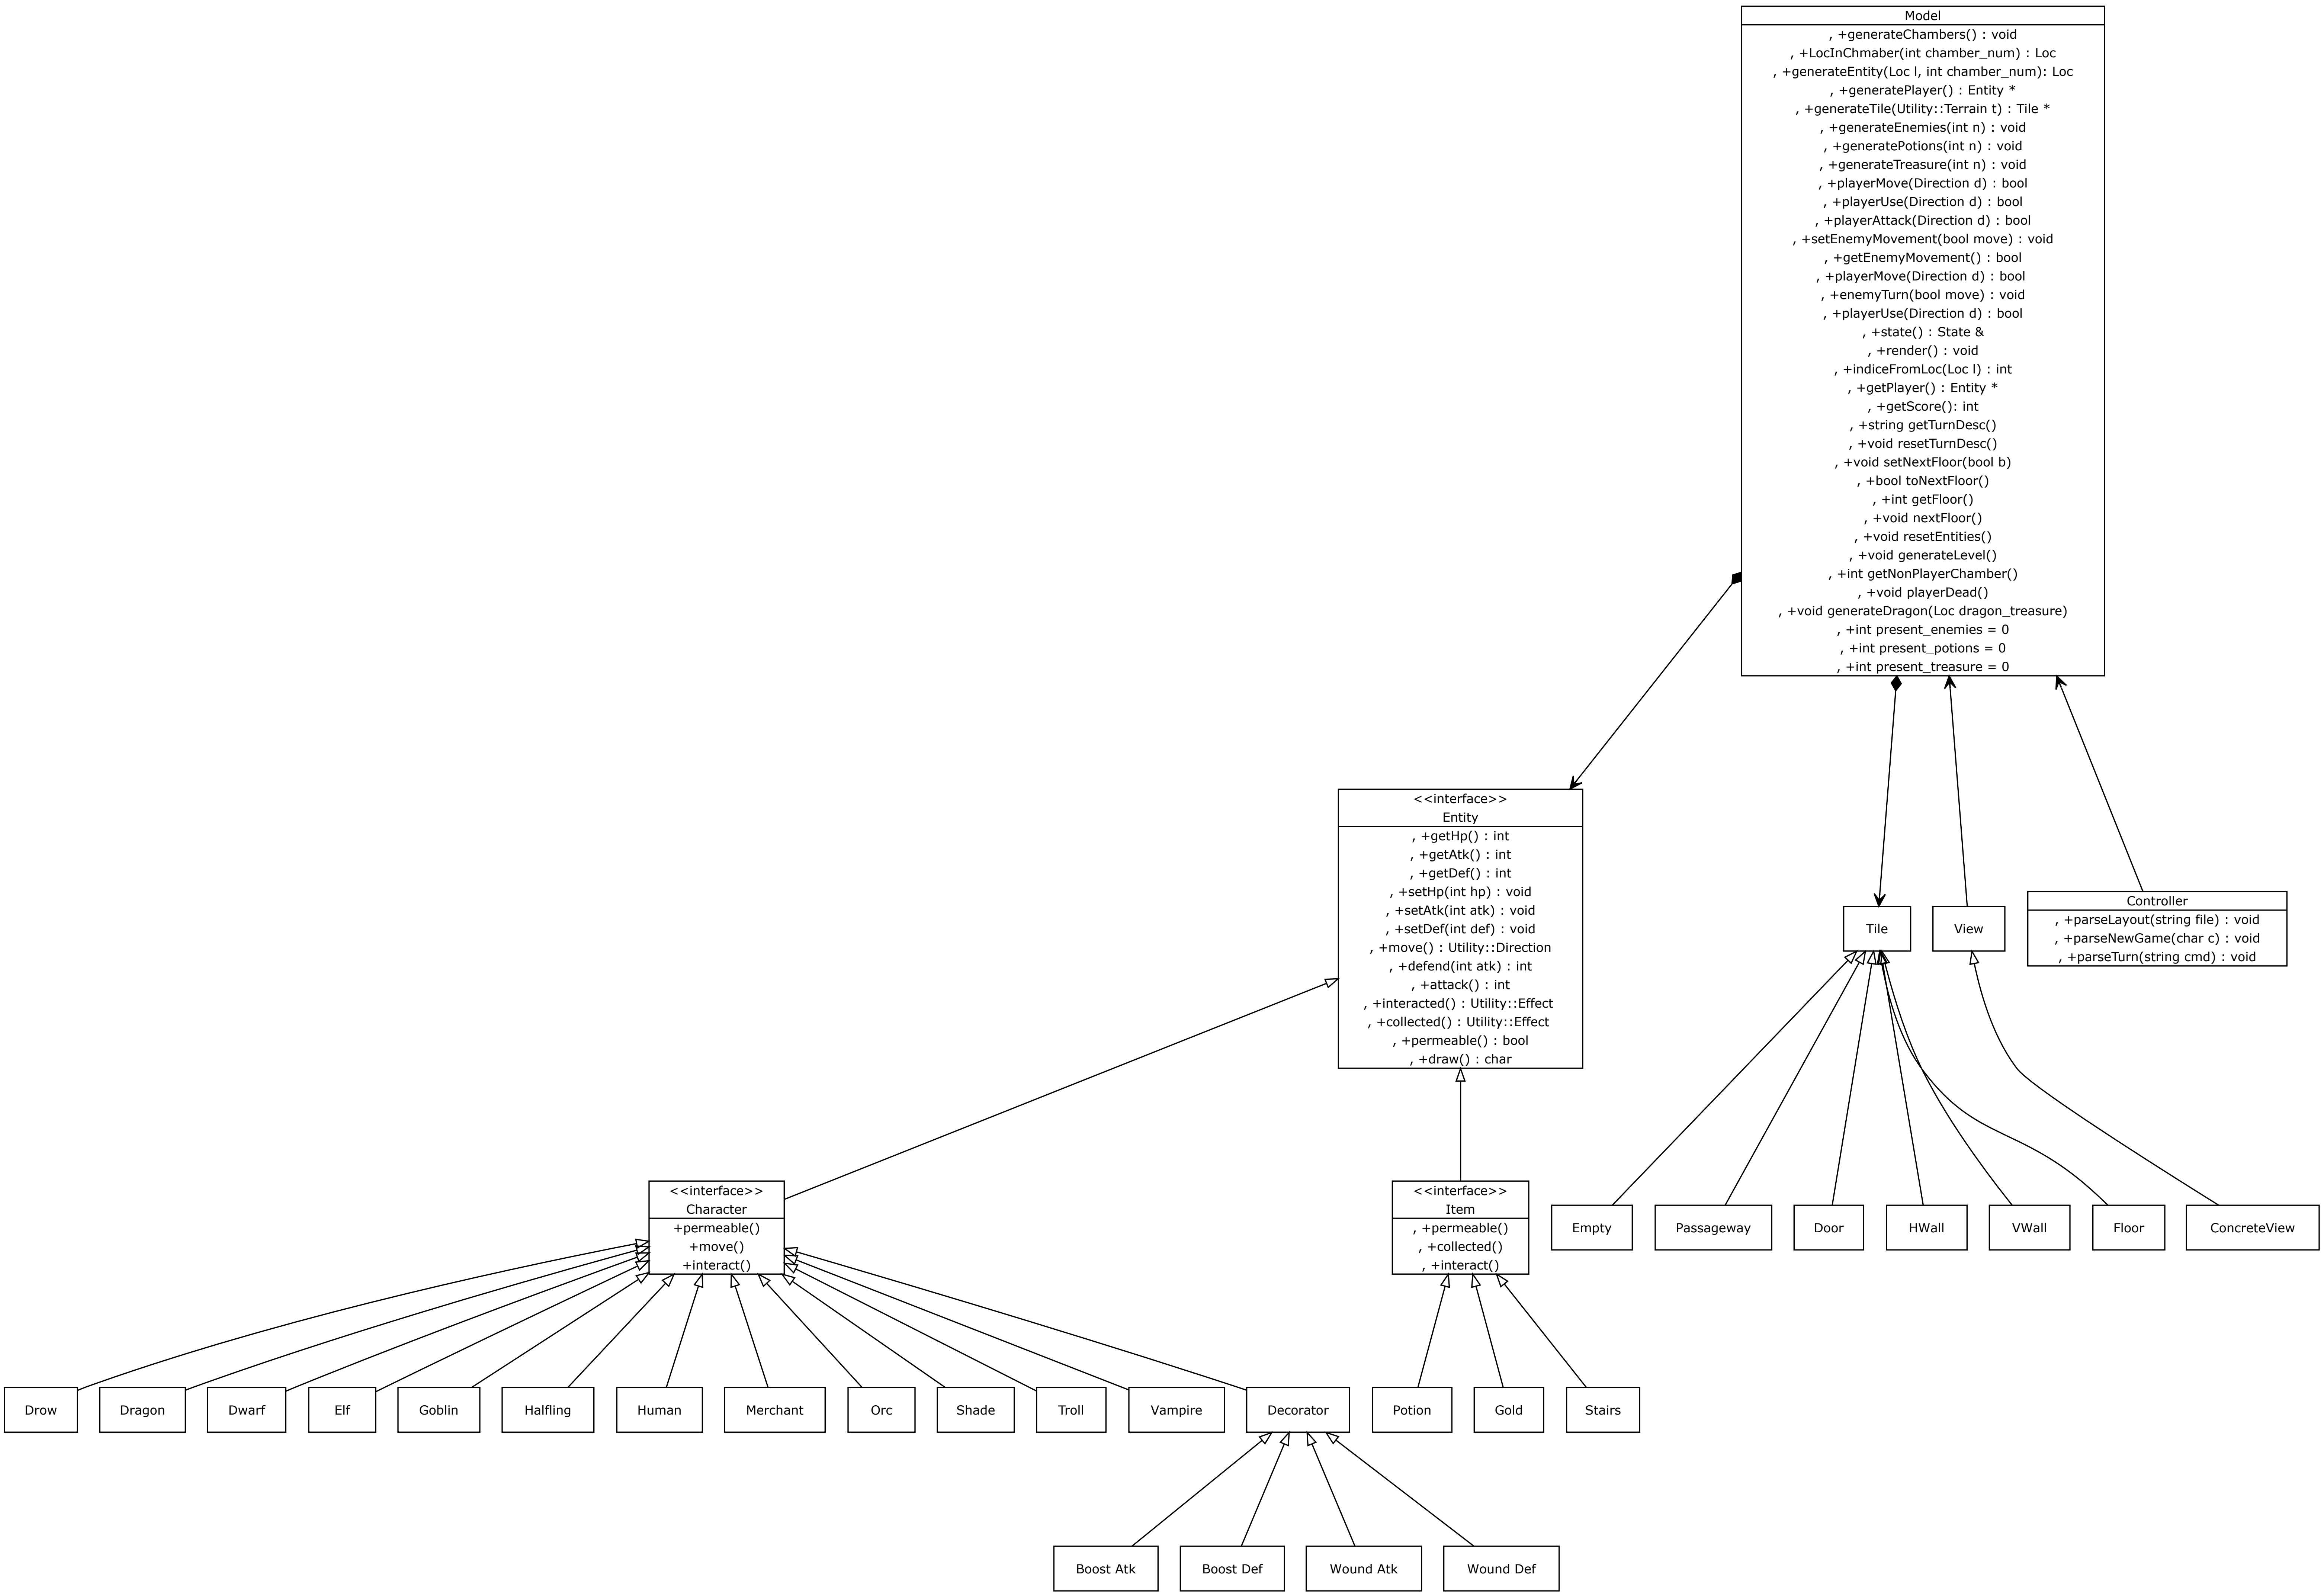 Model
, +generateChambers() : void
, +LocInChmaber(int chamber_num) : Loc
, +generateEntity(Loc l, int chamber_num): Loc
, +generatePlayer() : Entity *
, +generateTile(Utility::Terrain t) : Tile *
, +generateEnemies(int n) : void
, +generatePotions(int n) : void
, +generateTreasure(int n) : void
, +playerMove(Direction d) : bool
, +playerUse(Direction d) : bool
, +playerAttack(Direction d) : bool
, +setEnemyMovement(bool move) : void
, +getEnemyMovement() : bool
, +playerMove(Direction d) : bool
, +enemyTurn(bool move) : void
, +playerUse(Direction d) : bool
, +state() : State &
, +render() : void
, +indiceFromLoc(Loc l) : int
, +getPlayer() : Entity *
, +getScore(): int
, +string getTurnDesc()
, +void resetTurnDesc()
, +void setNextFloor(bool b)
, +bool toNextFloor()
, +int getFloor()
, +void nextFloor()
, +void resetEntities()
, +void generateLevel()
, +int getNonPlayerChamber()
, +void playerDead()
, +void generateDragon(Loc dragon_treasure)
, +int present_enemies = 0
, +int present_potions = 0
, +int present_treasure = 0
<<interface>>
Entity
, +getHp() : int
, +getAtk() : int
, +getDef() : int
, +setHp(int hp) : void
, +setAtk(int atk) : void
, +setDef(int def) : void
, +move() : Utility::Direction
, +defend(int atk) : int
, +attack() : int
, +interacted() : Utility::Effect
, +collected() : Utility::Effect
, +permeable() : bool
, +draw() : char
Tile
View
Controller
, +parseLayout(string file) : void
, +parseNewGame(char c) : void
, +parseTurn(string cmd) : void
<<interface>>
Character
+permeable()
+move()
+interact()
<<interface>>
Item
, +permeable()
, +collected()
, +interact()
Empty
Passageway
Door
HWall
VWall
Floor
ConcreteView
Drow
Dragon
Dwarf
Elf
Goblin
Halfling
Human
Merchant
Orc
Shade
Troll
Vampire
Decorator
Potion
Gold
Stairs
Boost Atk
Boost Def
Wound Atk
Wound Def